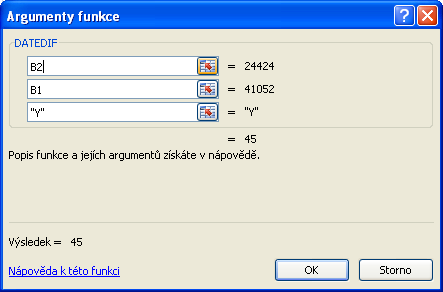 Argumenty funkce
DATEDIF
B2 = 24424
B1 = 41052
"Y" = "Y"
= 45
Popis funkce a jejích argumentů získáte v nápovědě.
Výsledek = 45
Nápověda k této funkci
OK Storno